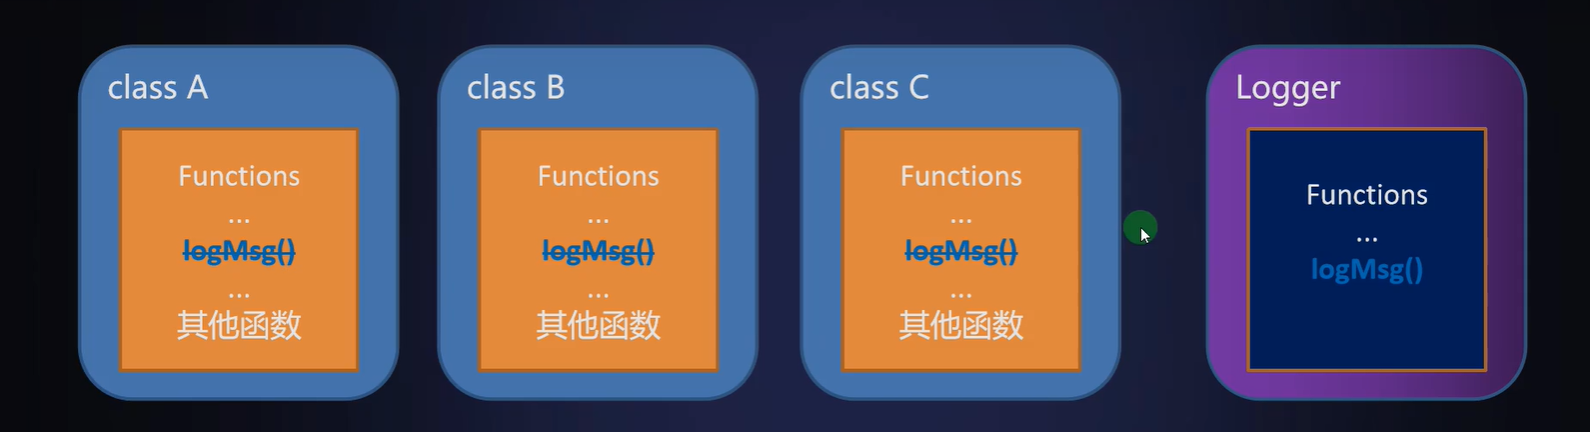 class A
Functions
...
logMsg()
...
其他函数
class B
Functions
...
logMsg()
...
其他函数
class C
Functions
...
logMsg()
...
其他函数
Logger
Functions
...
logMsg()